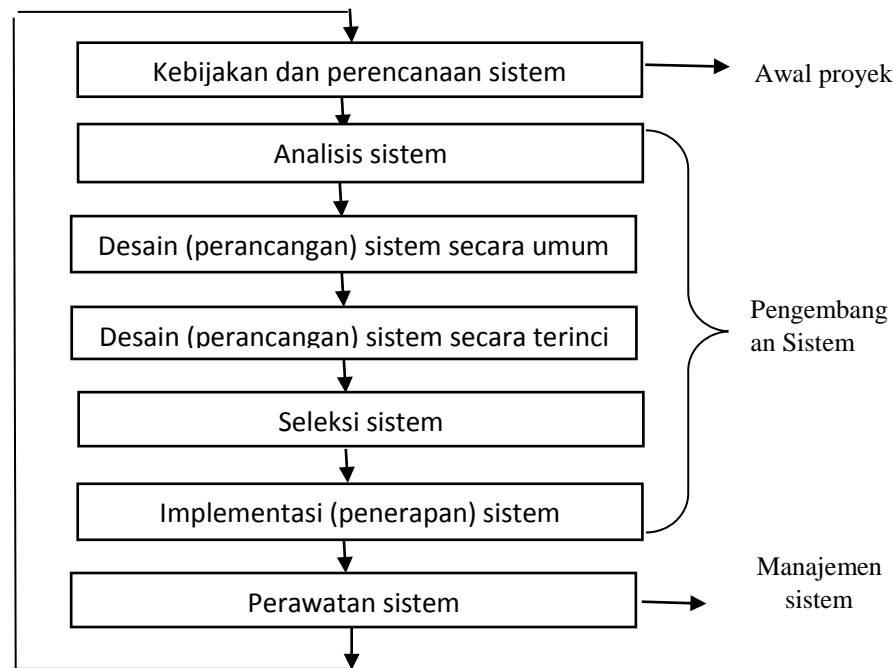 Kebijakan dan perencanaan sistem
Awal proyek
Analisis sistem
Desain (perancangan) sistem secara umum
Desain (perancangan) sistem secara terinci
Pengembang
an Sistem
Seleksi sistem
Implementasi (penerapan) sistem
Manajemen
sistem
Perawatan sistem